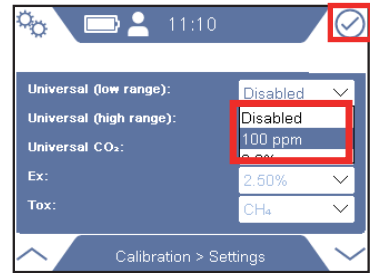 11:10
Universal (low range): Disabled
Universal (high range): Disabled
100 ppm
Universal CO₂:
Ex: 2.50%
Tox: CH₄
Calibration > Settings